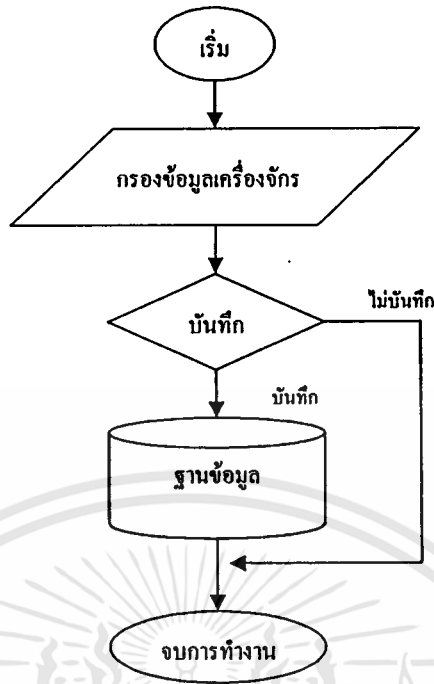 เริ่ม
กรองข้อมูลเครื่องจักร
บันทึก
ไม่บันทึก
บันทึก
ฐานข้อมูล
จบการทำงาน